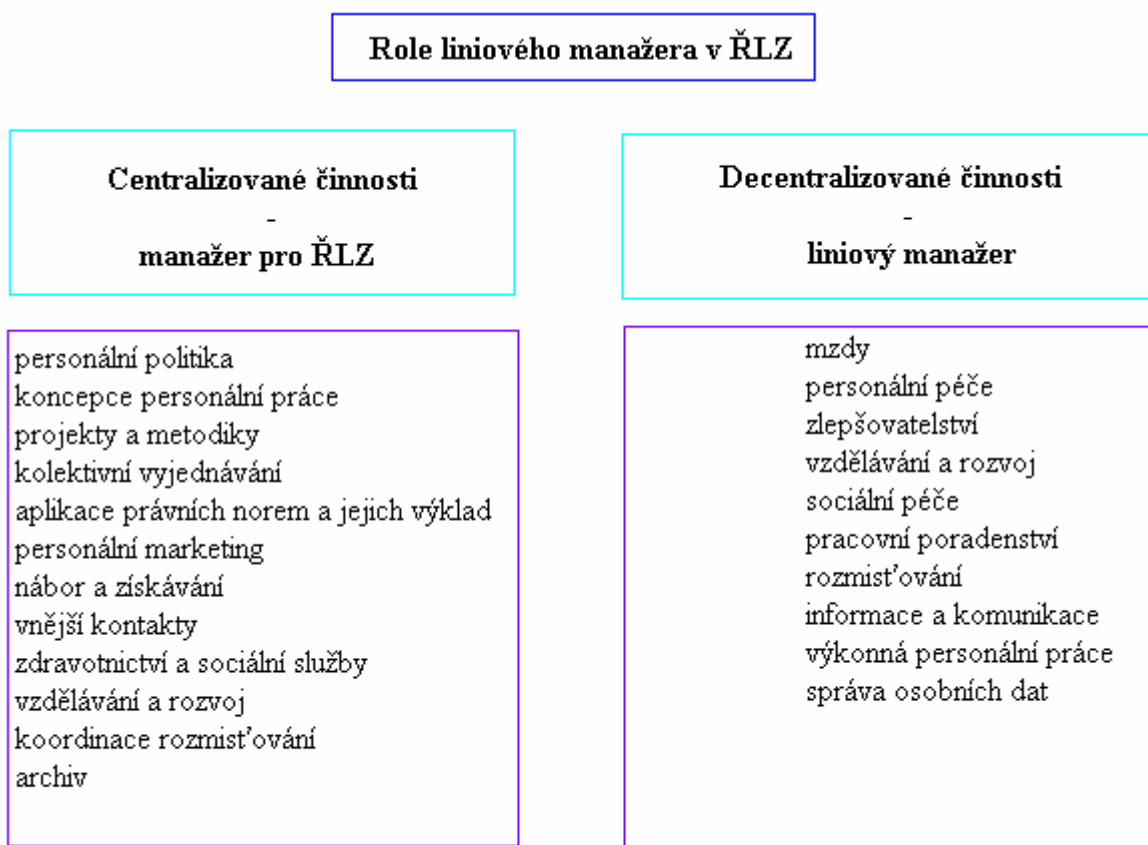 Role liniového manažera v ŘLZ
Centralizované činnosti
-
manažer pro ŘLZ
Decentralizované činnosti
-
liniový manažer
personální politika
koncepce personální práce
projekty a metodiky
kolektivní vyjednávání
aplikace právních norem a jejich výklad
personální marketing
nábor a získávání
vnější kontakty
zdravotnictví a sociální služby
vzdělávání a rozvoj
koordinace rozmisťování
archiv
mzdy
personální péče
zlepšovatelství
vzdělávání a rozvoj
sociální péče
pracovní poradenství
rozmisťování
informace a komunikace
výkonná personální práce
správa osobních dat